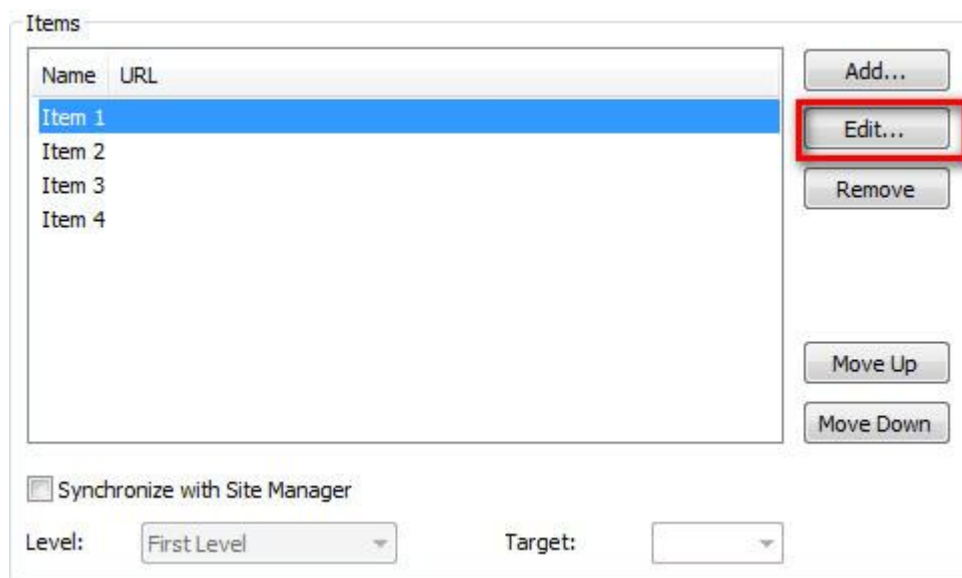 Items
Name URL
Add...
Item 1
Edit...
Item 2
Item 3
Remove
Item 4
Move Up
Move Down
Synchronize with Site Manager
Level: First Level Target: